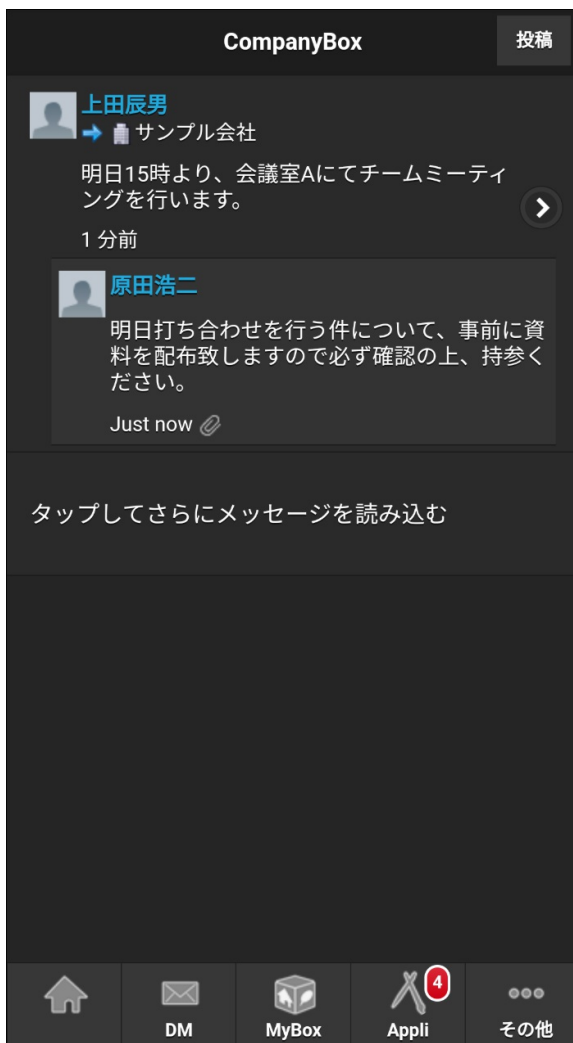 CompanyBox
投稿
上田辰男
サンプル会社
明日15時より、会議室Aにてチームミーティ
ングを行います。
1 分前
原田浩二
明日打ち合わせを行う件について、事前に資
料を配布致しますので必ず確認の上、持参く
ださい。
Just now
タップしてさらにメッセージを読み込む
4
DM
MyBox
Appli
その他